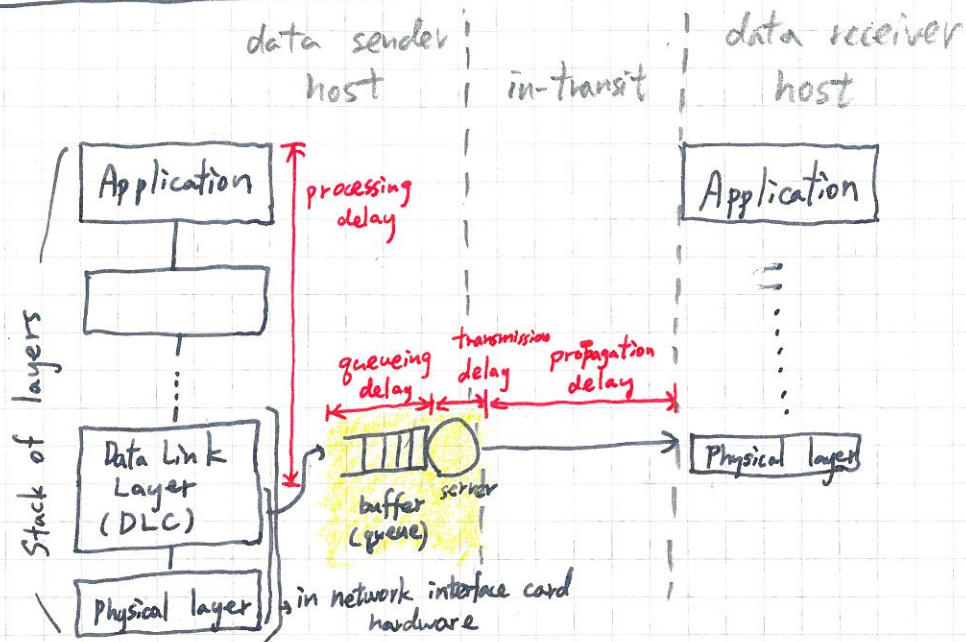 data sender
host
in-transit
data receiver
host
Application
processing
delay
Application
Stack of layers
queueing
delay
transmission
delay
propagation
delay
Data Link
Layer
(DLC)
buffer
(queue)
server
Physical layer
Physical layer
in network interface card
hardware